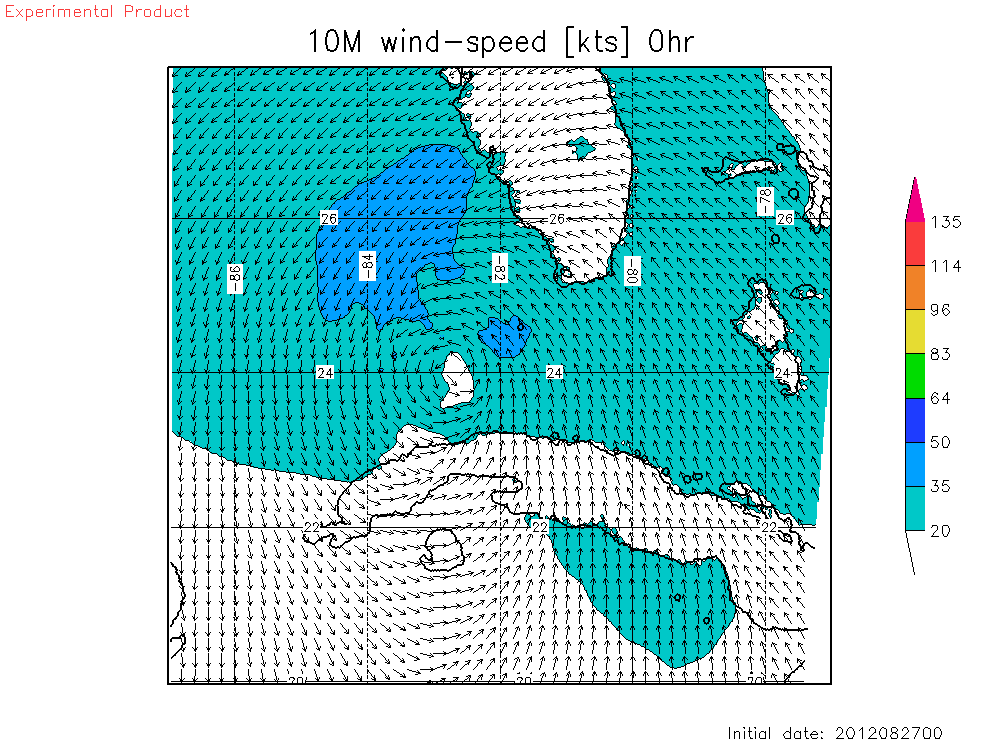 Experimental Product
10M wind-speed [kts] 0hr
26 26 -78 26
-86 -84 -82 -80
24 24 24
22 22 22
20 20 20
135
114
96
83
64
50
35
20
Initial date: 2012082700